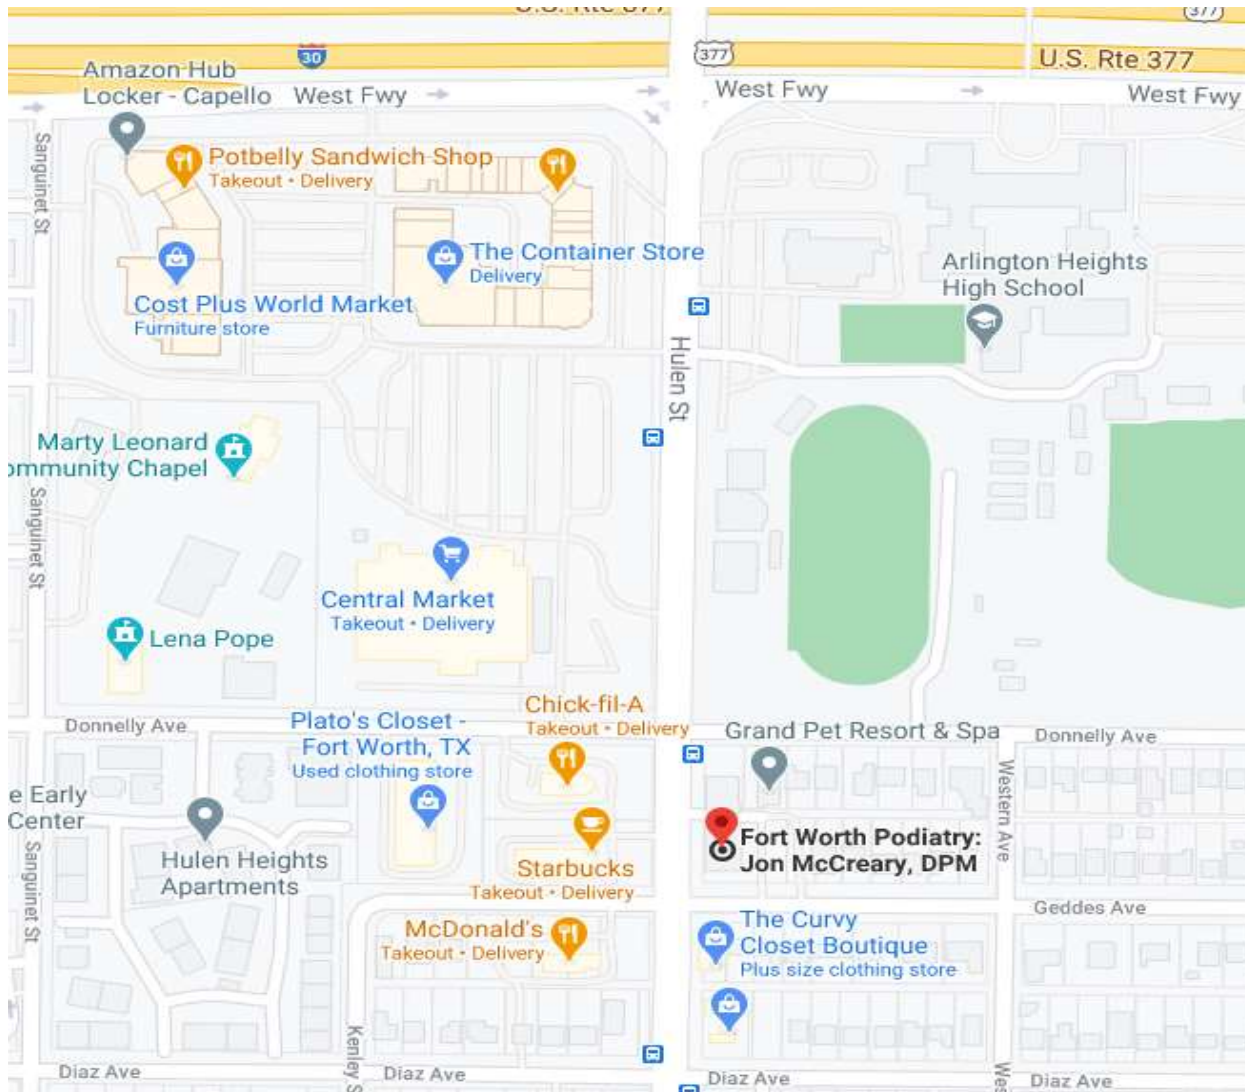 U.S. Rte 377
377
30
377
U.S. Rte 377
Amazon Hub
Locker - Capello
West Fwy
West Fwy
West Fwy
Sanguinet St
Potbelly Sandwich Shop
Takeout • Delivery
The Container Store
Delivery
Arlington Heights
High School
Cost Plus World Market
Furniture store
Hulen St
Marty Leonard
ommunity Chapel
Sanguinet St
Central Market
Takeout • Delivery
Lena Pope
Chick-fil-A
Takeout • Delivery
Donnelly Ave
Plato's Closet -
Fort Worth, TX
Used clothing store
Grand Pet Resort & Spa
Donnelly Ave
Western Ave
e Early
Center
Hulen Heights
Apartments
Starbucks
Takeout • Delivery
Fort Worth Podiatry:
Jon McCreary, DPM
Sanguinet St
Geddes Ave
McDonald's
Takeout • Delivery
The Curvy
Closet Boutique
Plus size clothing store
Kenley S
Diaz Ave
Diaz Ave
Diaz Ave
Wes
Diaz Ave